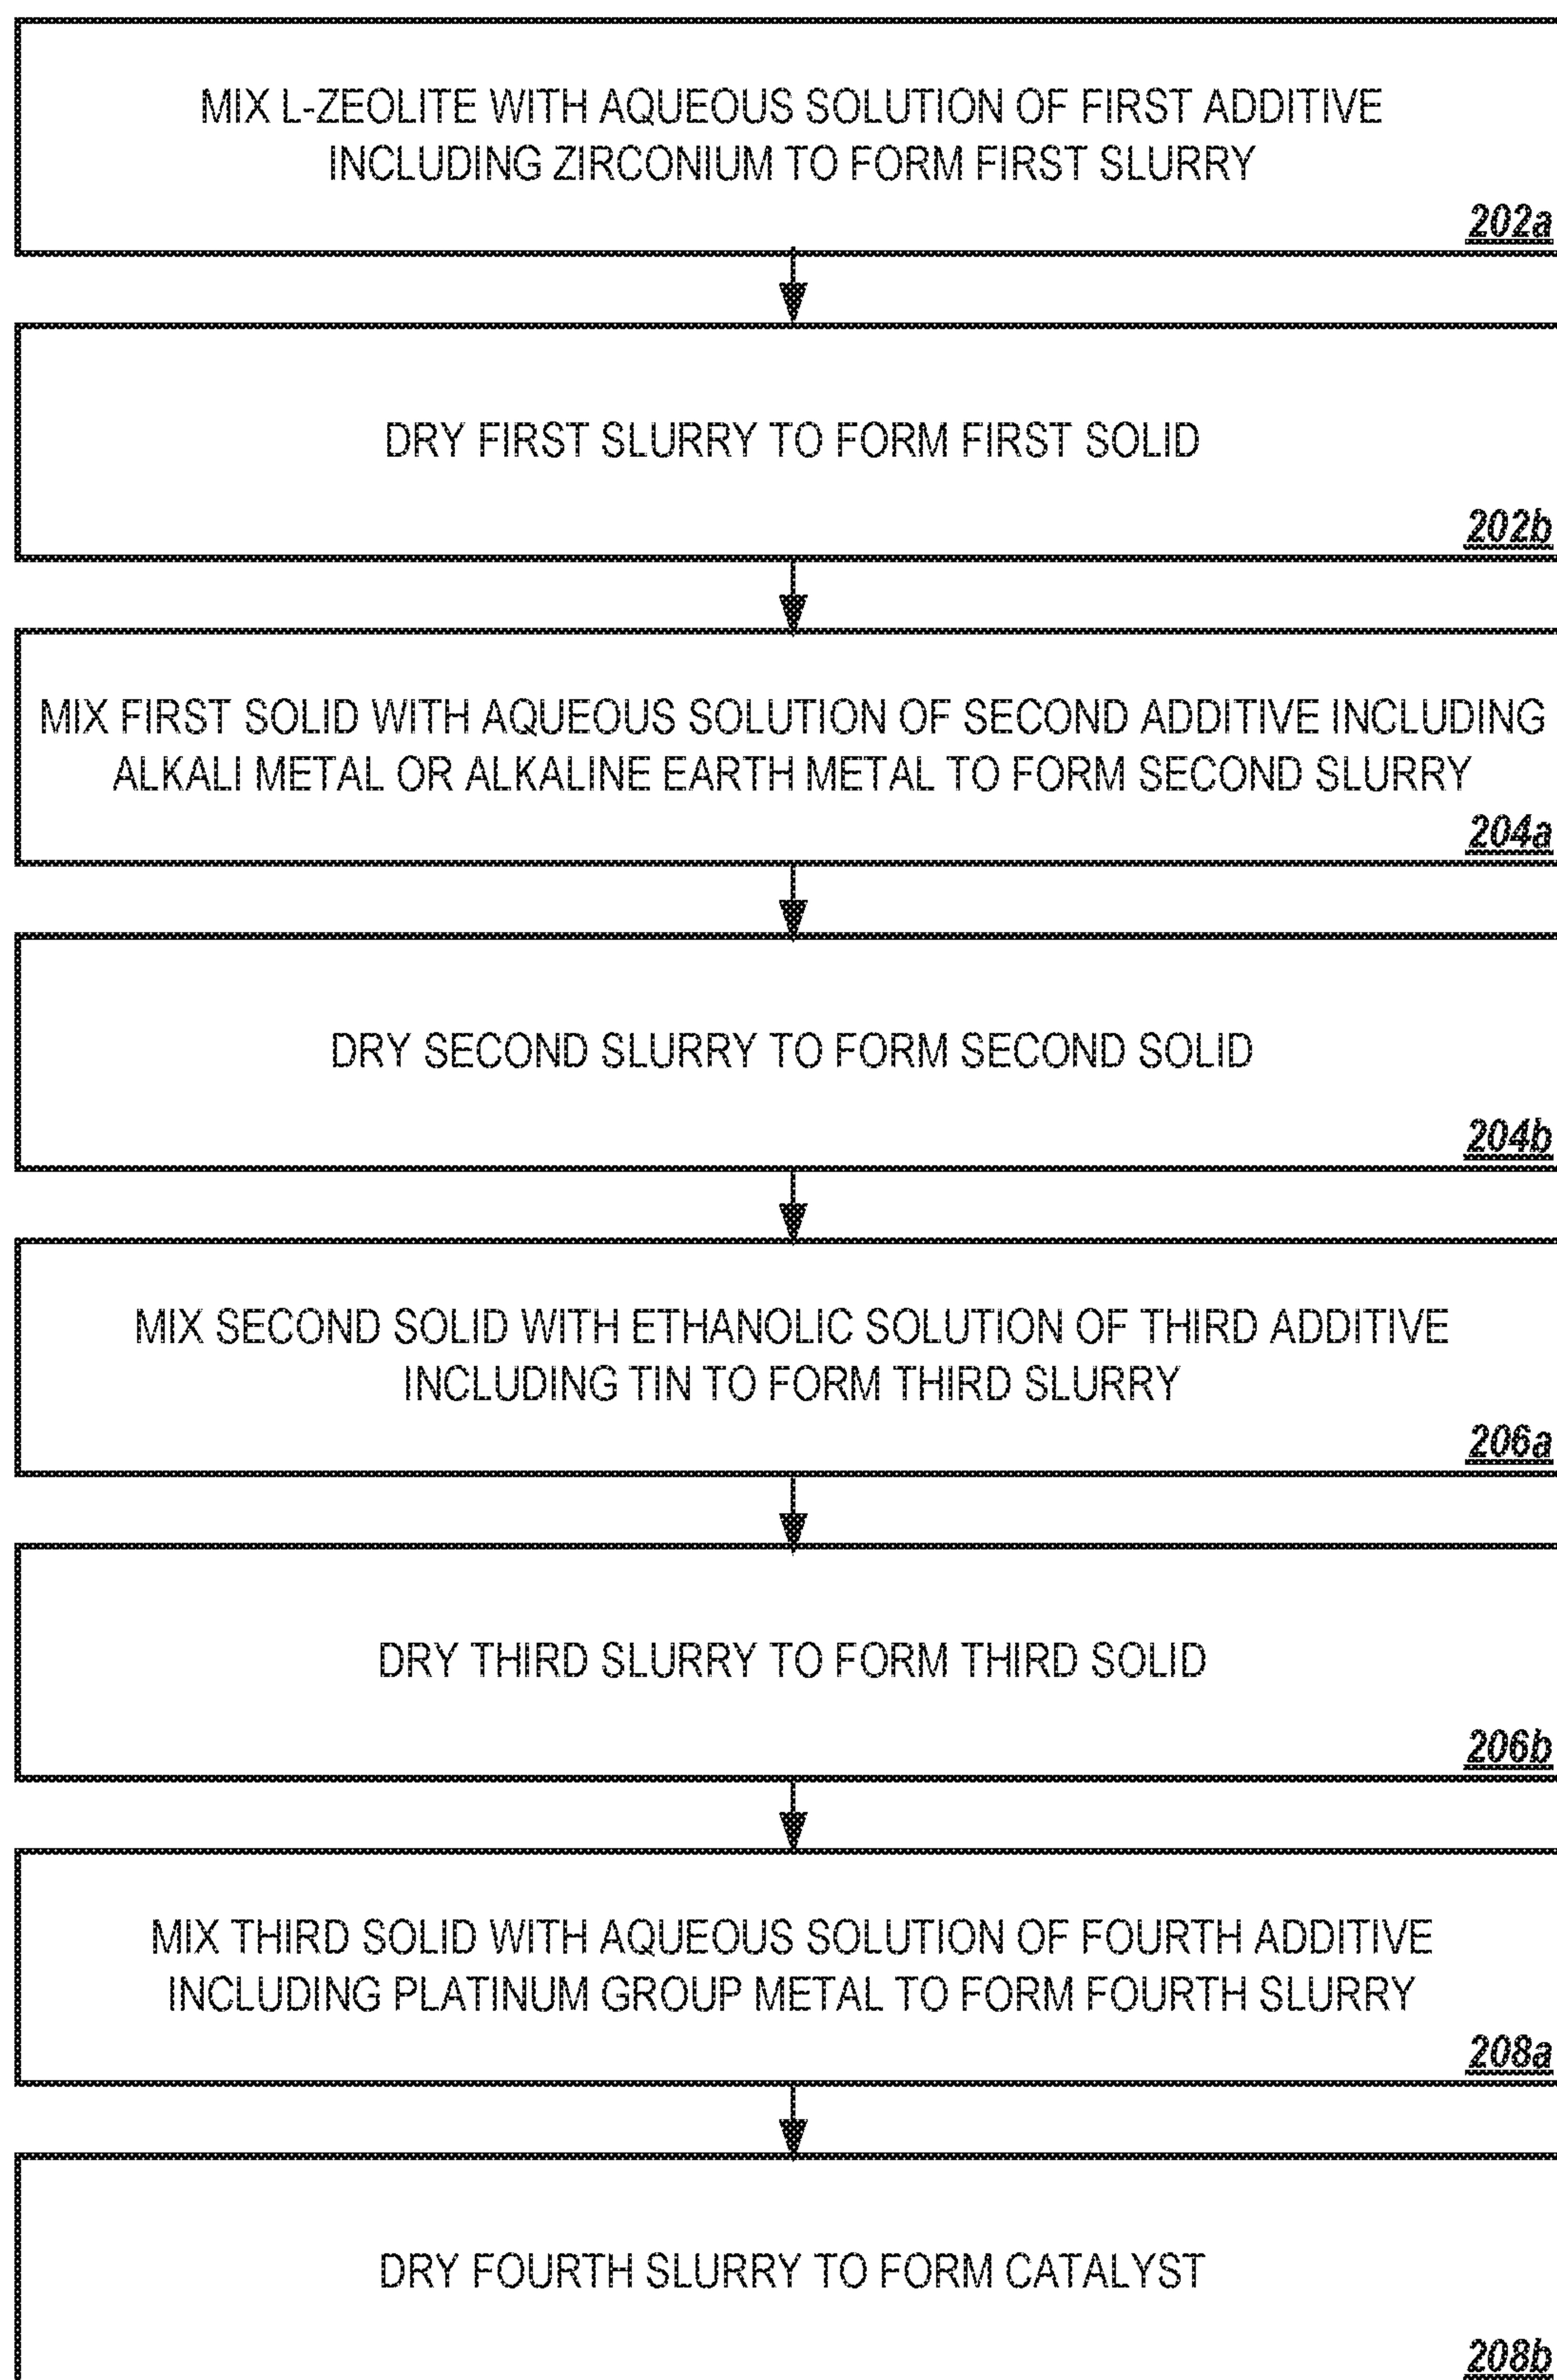 MIX L-ZEOLITE WITH AQUEOUS SOLUTION OF FIRST ADDITIVE
INCLUDING ZIRCONIUM TO FORM FIRST SLURRY
202a
DRY FIRST SLURRY TO FORM FIRST SOLID
202b
MIX FIRST SOLID WITH AQUEOUS SOLUTION OF SECOND ADDITIVE INCLUDING
ALKALI METAL OR ALKALINE EARTH METAL TO FORM SECOND SLURRY
204a
DRY SECOND SLURRY TO FORM SECOND SOLID
204b
MIX SECOND SOLID WITH ETHANOLIC SOLUTION OF THIRD ADDITIVE
INCLUDING TIN TO FORM THIRD SLURRY
206a
DRY THIRD SLURRY TO FORM THIRD SOLID
206b
MIX THIRD SOLID WITH AQUEOUS SOLUTION OF FOURTH ADDITIVE
INCLUDING PLATINUM GROUP METAL TO FORM FOURTH SLURRY
208a
DRY FOURTH SLURRY TO FORM CATALYST
208b